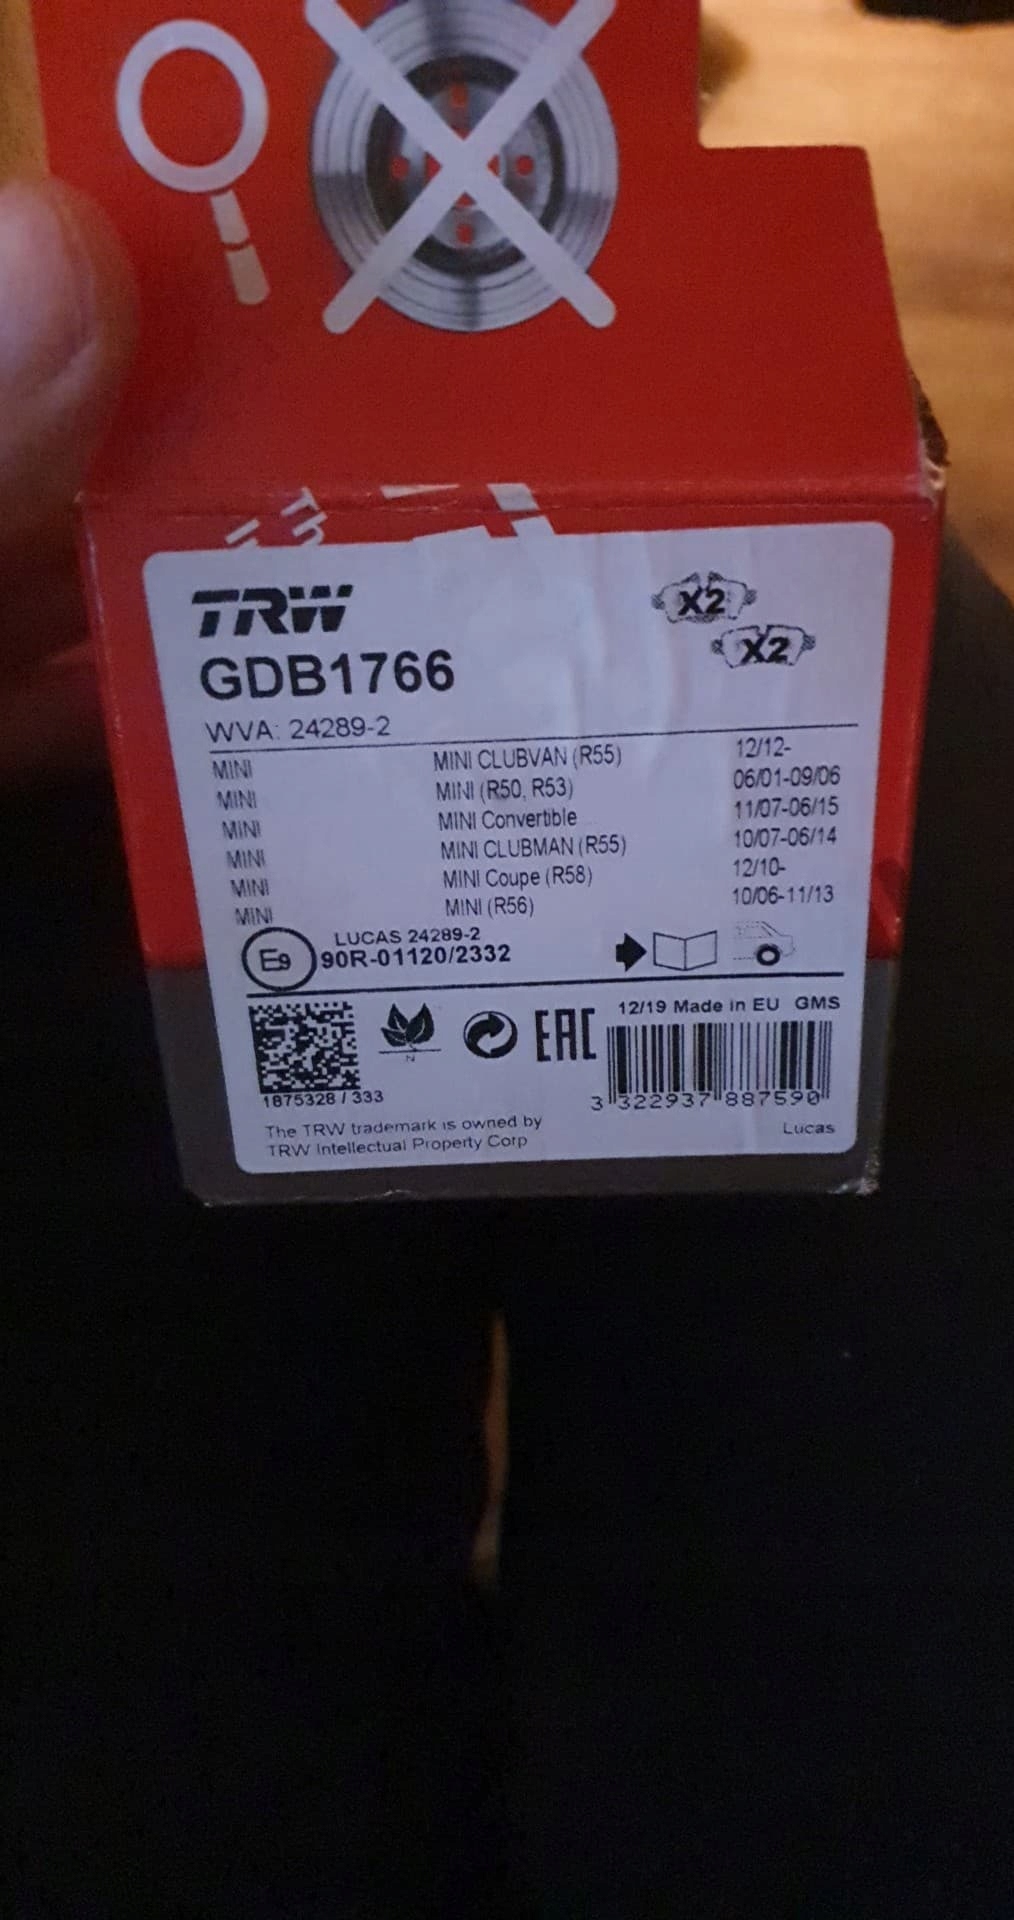 TRW
X2
X2
GDB1766
WVA: 24289-2
MINI MINI CLUBVAN (R55) 12/12-
MINI MINI (R50, R53) 06/01-09/06
MINI MINI Convertible 11/07-06/15
MINI MINI CLUBMAN (R55) 10/07-06/14
MINI MINI Coupe (R58) 12/10-
MINI MINI (R56) 10/06-11/13
LUCAS 24289-2
E9 90R-01120/2332
12/19 Made in EU GMS
N
EAC
1875328 / 333
3 322937 887590
The TRW trademark is owned by
TRW Intellectual Property Corp
Lucas